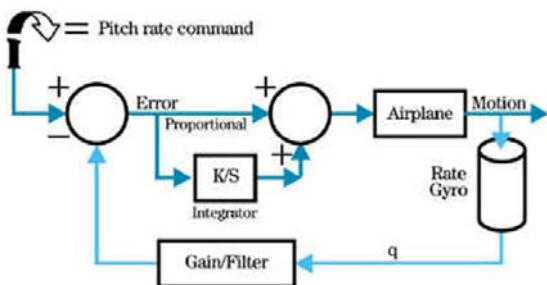 = Pitch rate command
+
Error
+
Motion
−
Proportional
Airplane
+
K/S
Integrator
Rate
Gyro
q
Gain/Filter